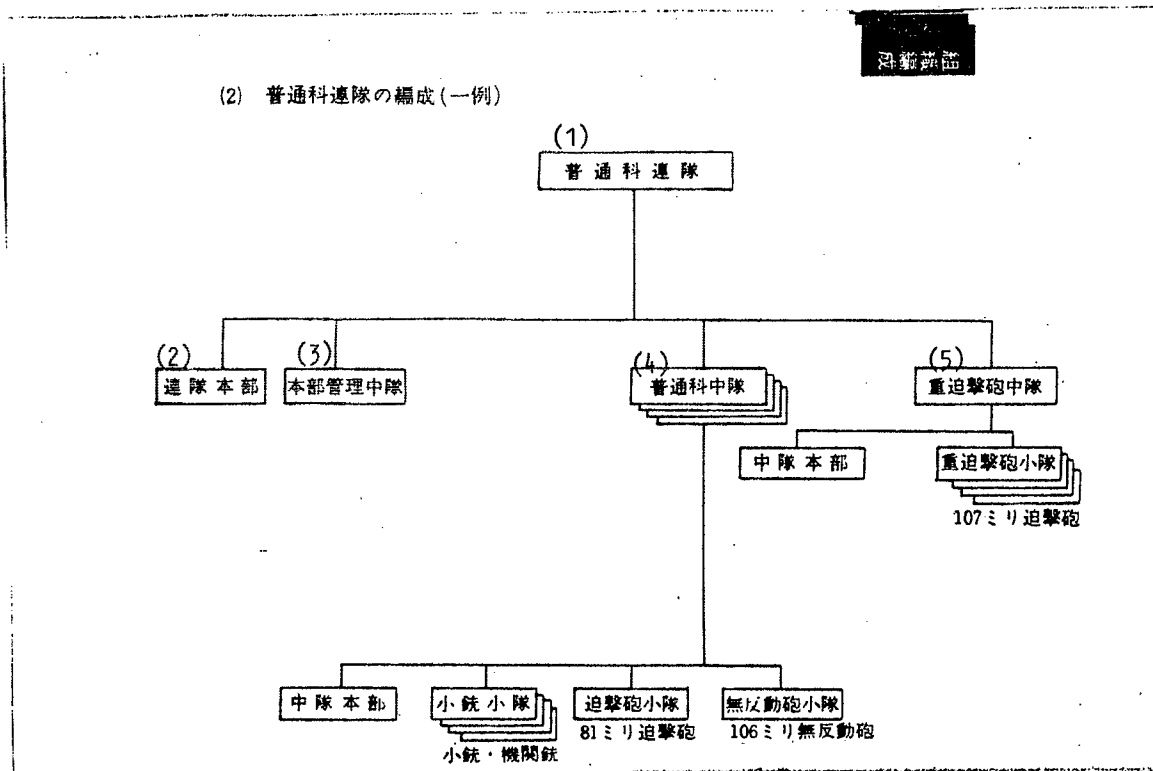 組織編成
(2) 普通科連隊の編成(一例)
(1)
普通科連隊
(2)
連隊本部
(3)
本部管理中隊
(4)
普通科中隊
(5)
重迫撃砲中隊
中隊本部
重迫撃砲小隊
107ミリ迫撃砲
中隊本部
小銃小隊
小銃・機関銃
迫撃砲小隊
81ミリ迫撃砲
無反動砲小隊
106ミリ無反動砲